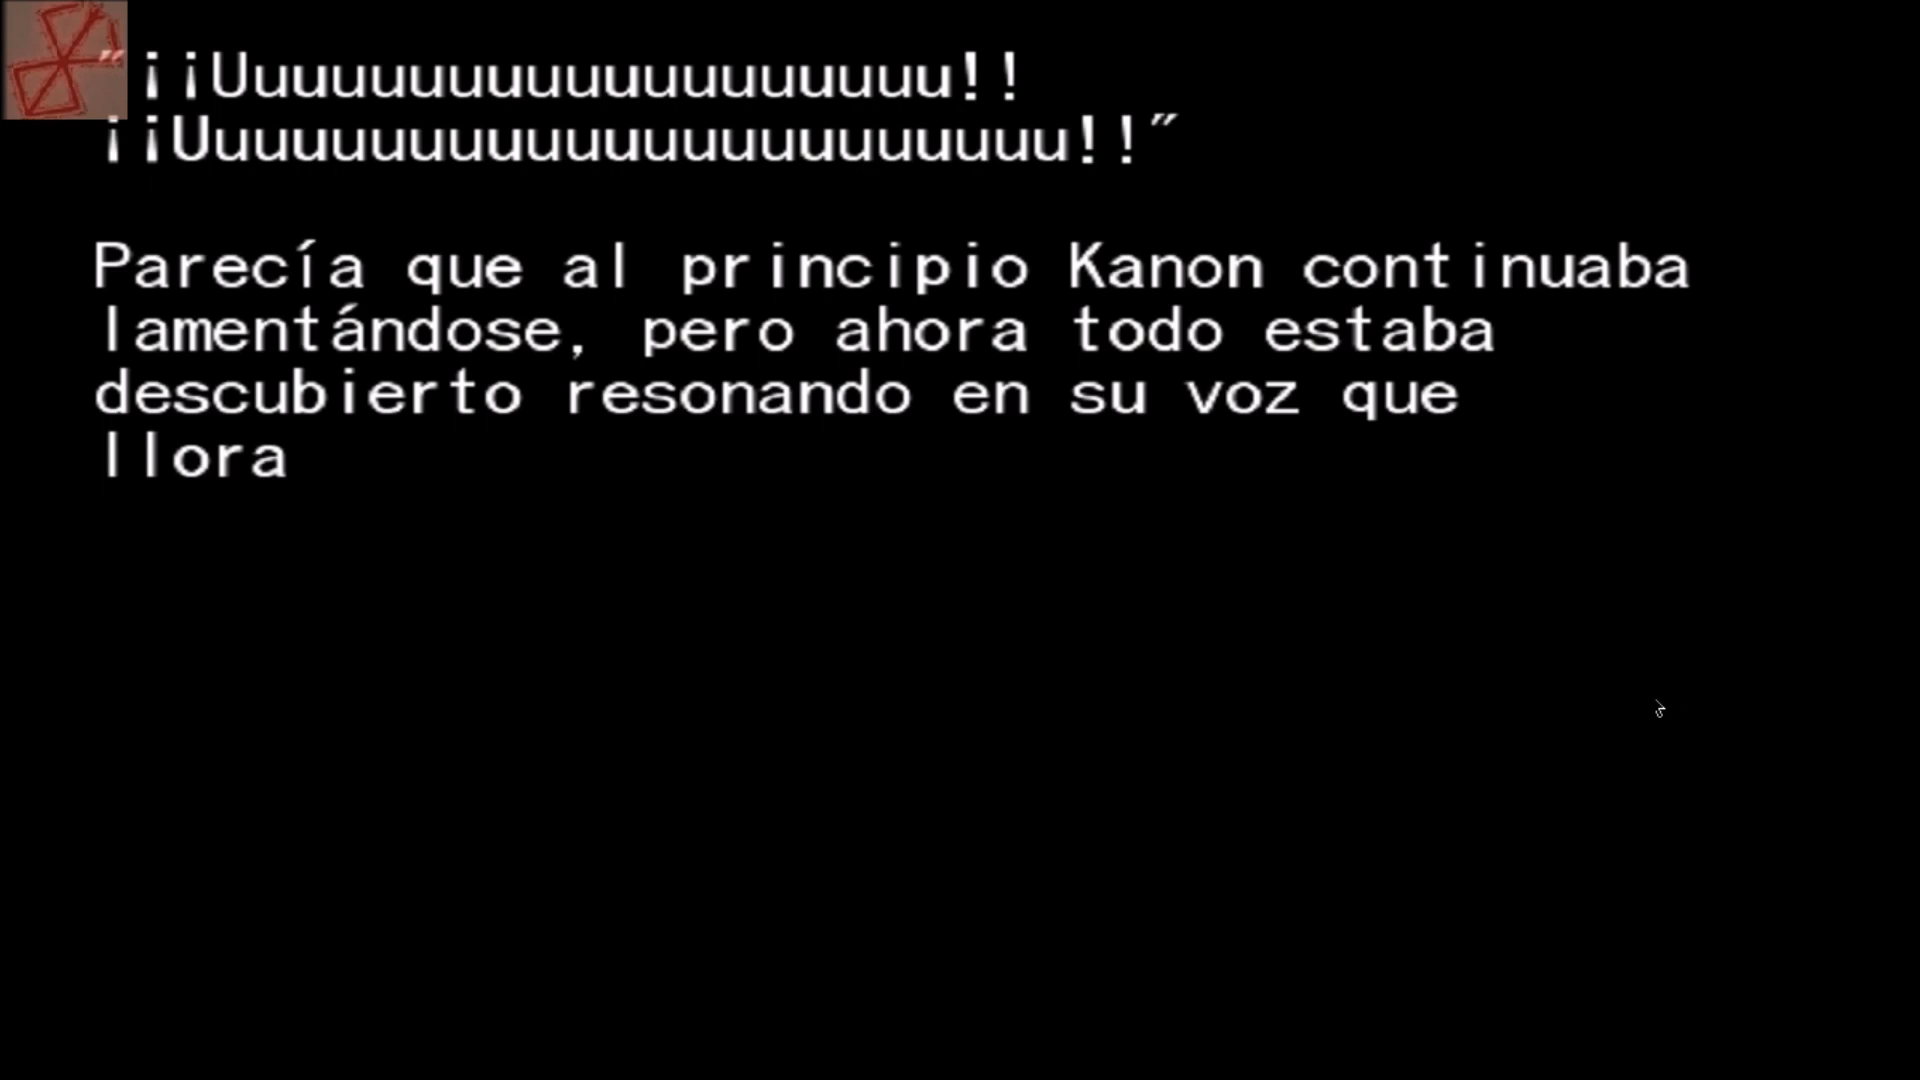 "¡¡Uuuuuuuuuuuuuuuuuu!!
¡¡Uuuuuuuuuuuuuuuuuuuuuu!!"
Parecía que al principio Kanon continuaba
lamentándose, pero ahora todo estaba
descubierto resonando en su voz que
llora